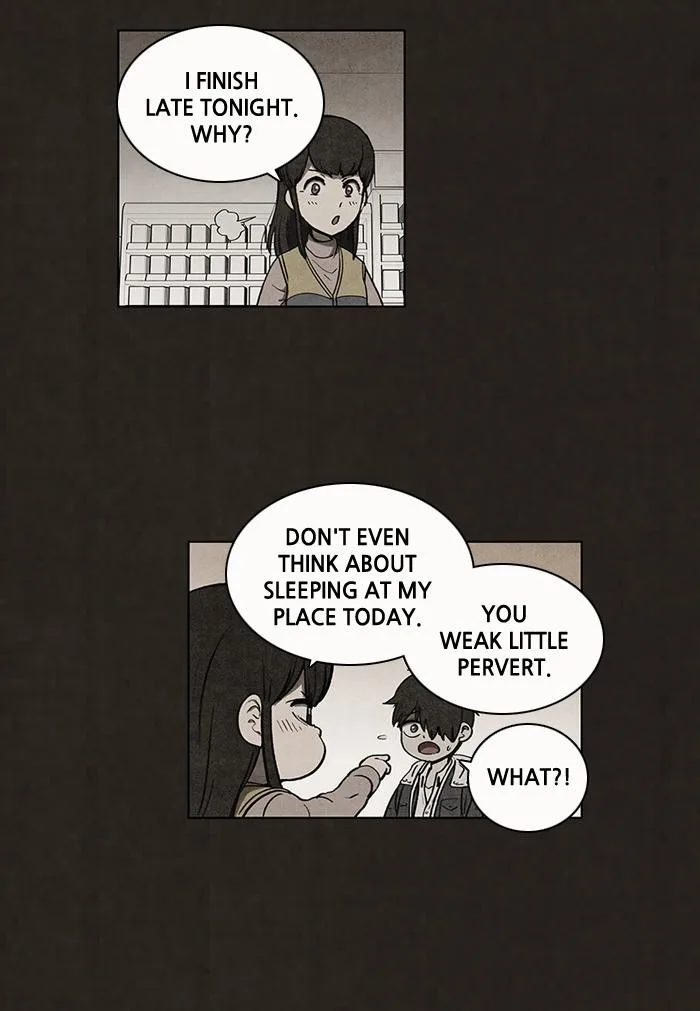 I FINISH
LATE TONIGHT.
WHY?
DON'T EVEN
THINK ABOUT
SLEEPING AT MY
PLACE TODAY.
YOU
WEAK LITTLE
PERVERT.
WHAT?!